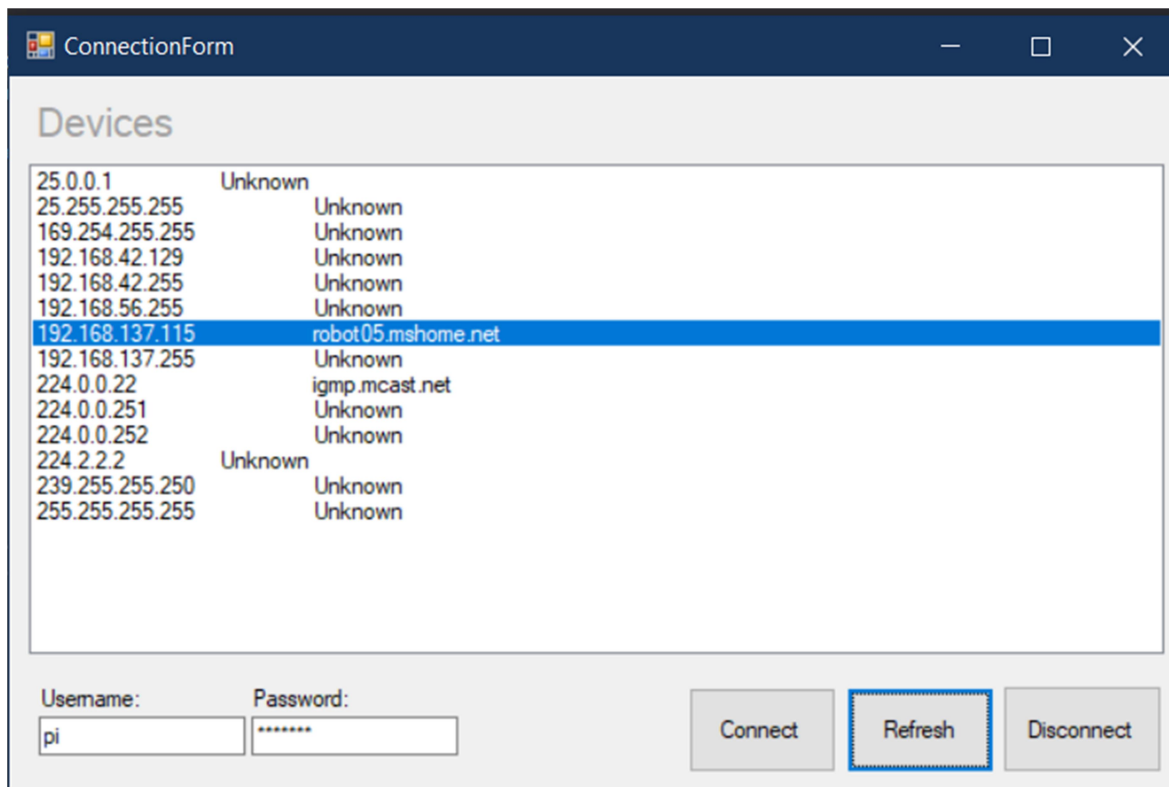 ConnectionForm
Devices
25.0.0.1 Unknown
25.255.255.255 Unknown
169.254.255.255 Unknown
192.168.42.129 Unknown
192.168.42.255 Unknown
192.168.56.255 Unknown
192.168.137.115 robot05.mshome.net
192.168.137.255 Unknown
224.0.0.22 igmp.mcast.net
224.0.0.251 Unknown
224.0.0.252 Unknown
224.2.2.2 Unknown
239.255.255.250 Unknown
255.255.255.255 Unknown
Username: Password:
pi ******* Connect Refresh Disconnect